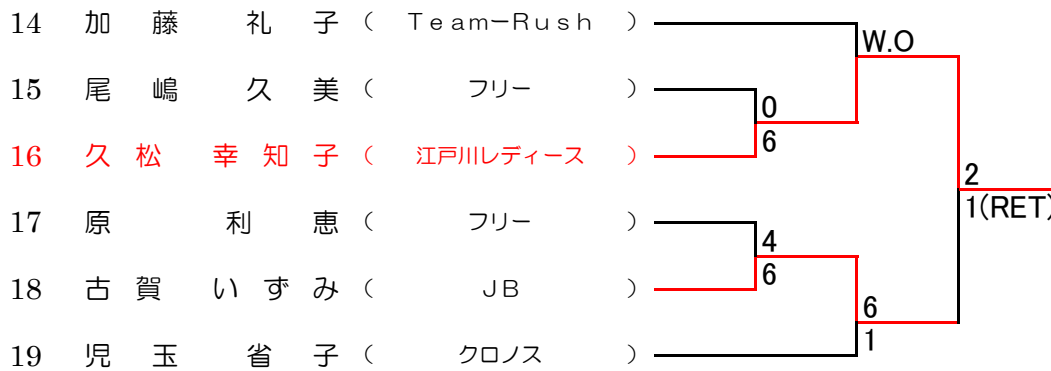 14 加藤 礼子 ( Team−Rush )
W.O
15 尾嶋 久美 ( フリー )
0
6
16 久松 幸知子 ( 江戸川レディース )
2
1(RET)
17 原 利恵 ( フリー )
4
6
18 古賀 いずみ ( JB )
6
1
19 児玉 省子 ( クロノス )